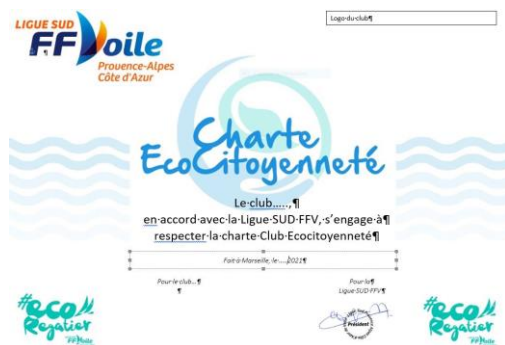 LIGUE SUD
FFVoile
Provence-Alpes
Côte d'Azur
Logo·du·club¶
Charte
EcoCitoyenneté
Le·club.....,¶
en·accord·avec·la·Ligue·SUD·FFV,·s'engage·à¶
respecter·la·charte·Club·Ecocitoyenneté¶
Fait·à·Marseille,·le·.....2021¶
Pour·le·club...¶
¶
Pour·la¶
Ligue·SUD·FFV¶
Président
#eco
Regatier
FFVoile
#eco
Regatier
FFVoile